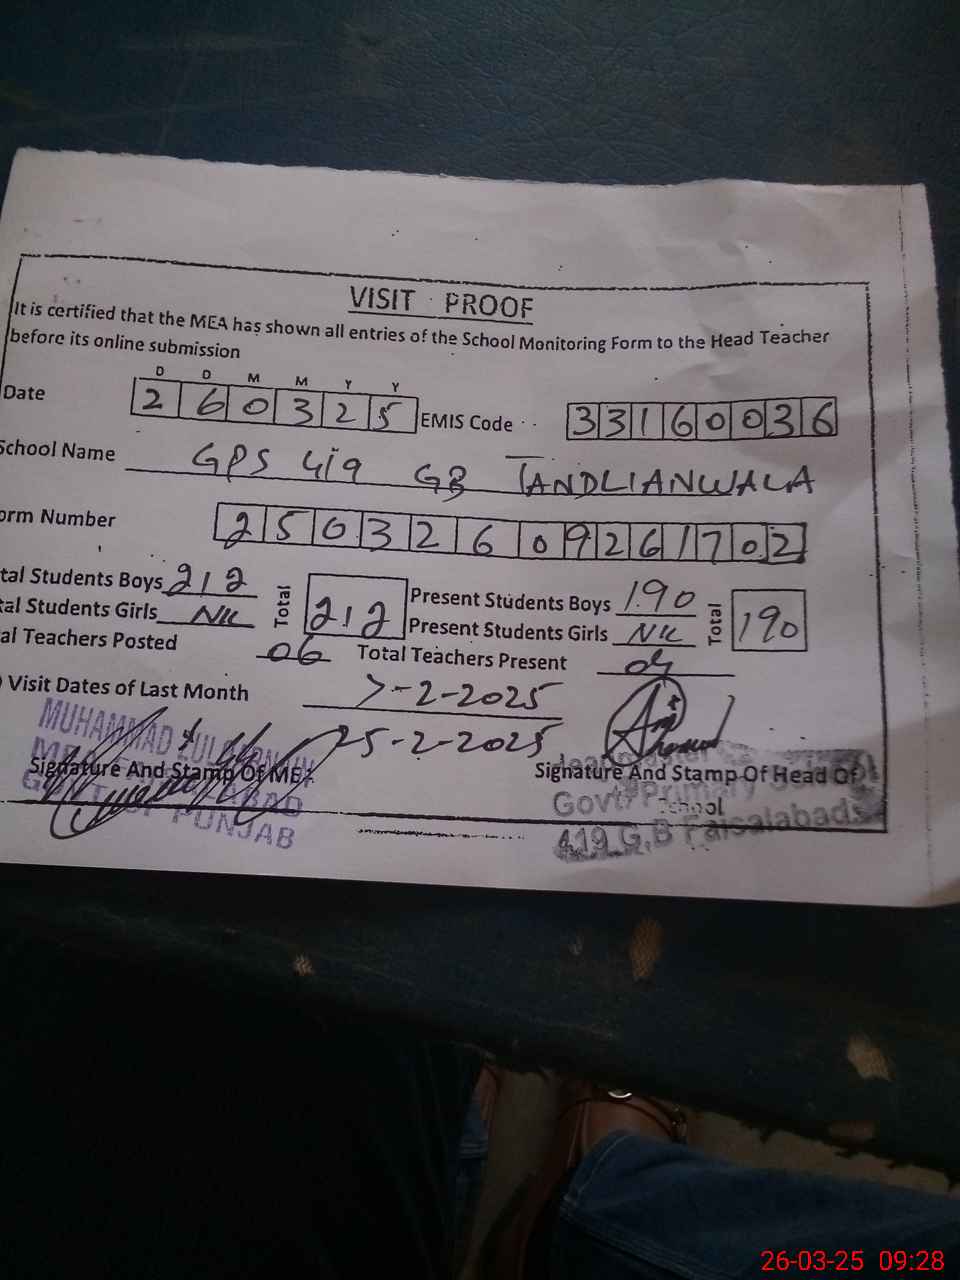 VISIT PROOF
It is certified that the MEA has shown all entries of the School Monitoring Form to the Head Teacher
before its online submission
D D M M Y Y
Date 2 6 0 3 2 5 EMIS Code 3 3 1 6 0 0 3 6
School Name GPS 419 GB TANDLIANWALA
orm Number 2 5 0 3 2 6 0 9 2 6 1 7 0 2
tal Students Boys 212 Total 212 Present Students Boys 190 Total 190
tal Students Girls NIL Present Students Girls NIL
al Teachers Posted 06 Total Teachers Present
Visit Dates of Last Month 7-2-2025
25-2-2025
MUHAMMAD
Signature And Stamp Of MEA
GOVT OF PUNJAB
Signature And Stamp Of Head Of
School
Govt Primary School
419 G.B Faisalabad
26-03-25 09:28